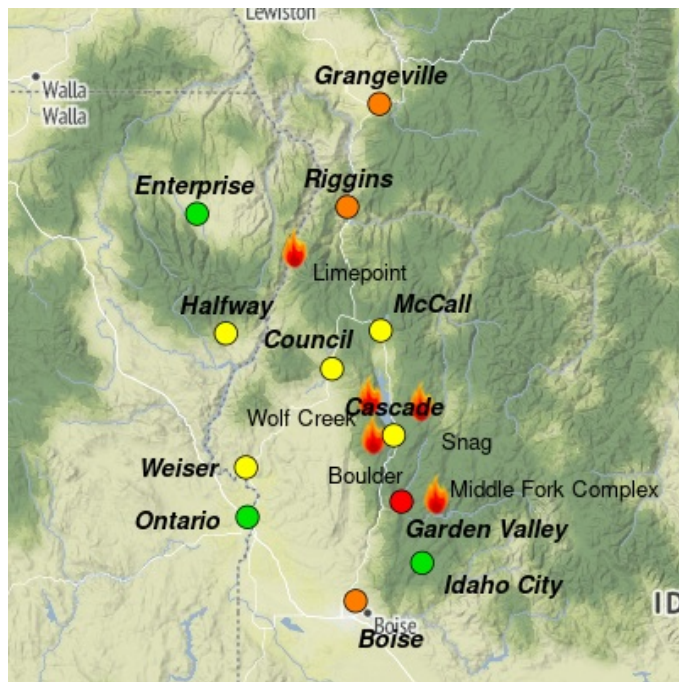 Lewiston
Grangeville
Walla
Walla
Enterprise
Riggins
Limepoint
Halfway
McCall
Council
Cascade
Wolf Creek
Snag
Weiser
Boulder
Middle Fork Complex
Ontario
Garden Valley
Idaho City
ID
Boise
Boise